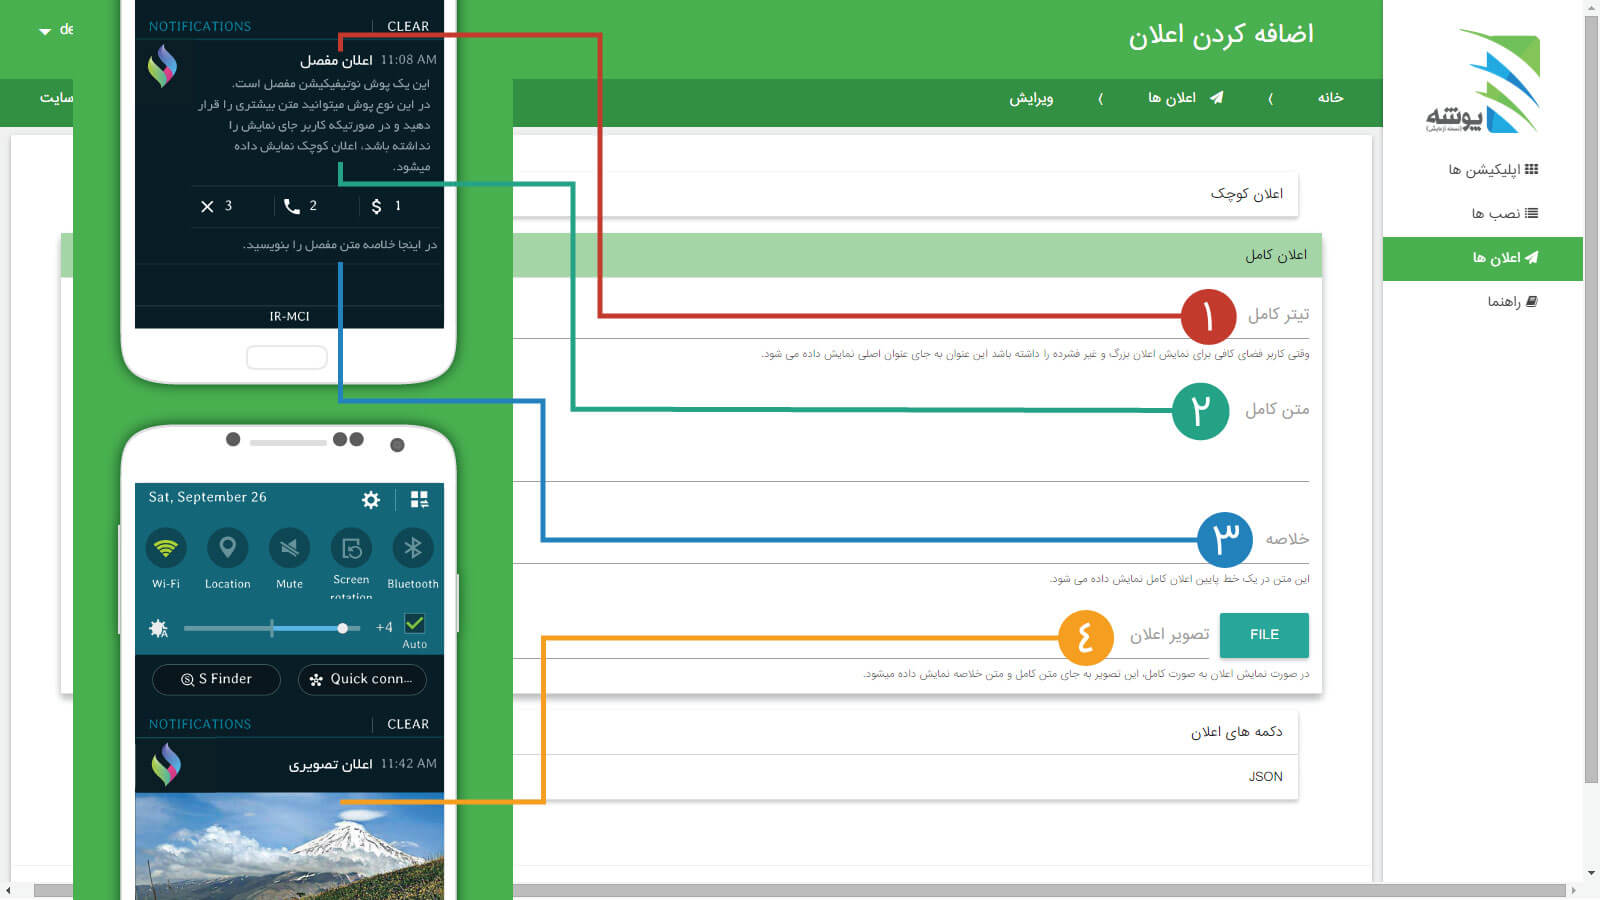 اضافه کردن اعلان
de
خانه
اعلان ها
ویرایش
سایت
پوشه
(نسخه آزمایشی)
اپلیکیشن ها
نصب ها
اعلان ها
راهنما
اعلان کوچک
اعلان کامل
تیتر کامل
۱
وقتی کاربر فضای کافی برای نمایش اعلان بزرگ و غیر فشرده را داشته باشد این عنوان به جای عنوان اصلی نمایش داده می شود.
متن کامل
۲
خلاصه
۳
این متن در یک خط پایین اعلان کامل نمایش داده می شود.
FILE
تصویر اعلان
٤
در صورت نمایش اعلان به صورت کامل، این تصویر به جای متن کامل و متن خلاصه نمایش داده میشود.
دکمه های اعلان
JSON
NOTIFICATIONS
CLEAR
اعلان مفصل 11:08 AM
این یک پوش نوتیفیکیشن مفصل است.
در این نوع پوش میتوانید متن بیشتری را قرار
دهید و در صورتیکه کاربر جای نمایش را
نداشته باشد، اعلان کوچک نمایش داده
میشود.
× 3
2
$ 1
در اینجا خلاصه متن مفصل را بنویسید.
IR-MCI
Sat, September 26
Wi-Fi
Location
Mute
Screen rotation
Bluetooth
A
+4
Auto
S Finder
Quick conn...
NOTIFICATIONS
CLEAR
اعلان تصویری 11:42 AM